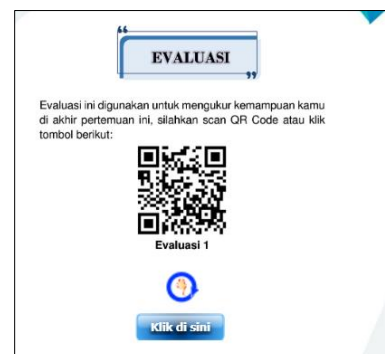 EVALUASI
Evaluasi ini digunakan untuk mengukur kemampuan kamu
di akhir pertemuan ini, silahkan scan QR Code atau klik
tombol berikut:
Evaluasi 1
Klik di sini